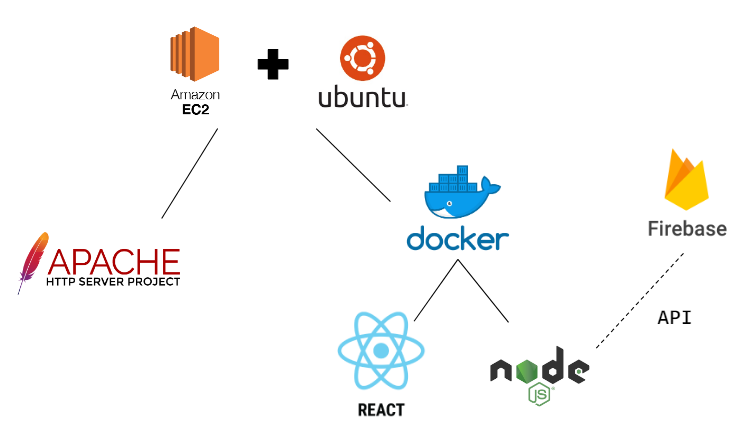 Amazon
EC2
ubuntu
docker
Firebase
APACHE
HTTP SERVER PROJECT
API
node
JS
REACT